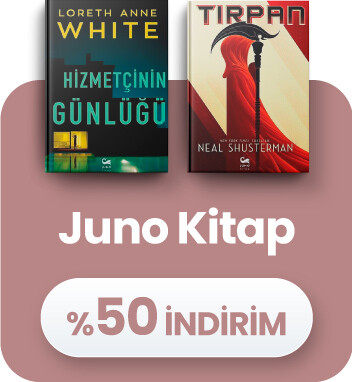 LORETH ANNE
WHITE
HİZMETÇİNİN
GÜNLÜĞÜ
TIRPAN
NEAL SHUSTERMAN
Juno Kitap
%50 İNDİRİM